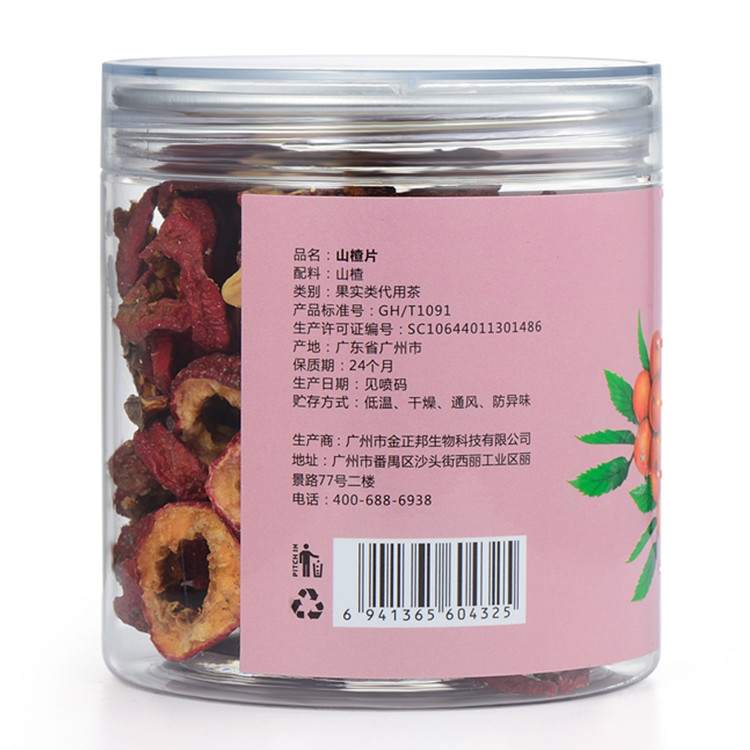 品名：山楂片
配料：山楂
类别：果实类代用茶
产品标准号：GH/T1091
生产许可证编号：SC10644011301486
产地：广东省广州市
保质期：24个月
生产日期：见喷码
贮存方式：低温、干燥、通风、防异味
生产商：广州市金正邦生物科技有限公司
地址：广州市番禺区沙头街西丽工业区丽
景路77号二楼
电话：400-688-6938
PITCH IN
6 941365 604325